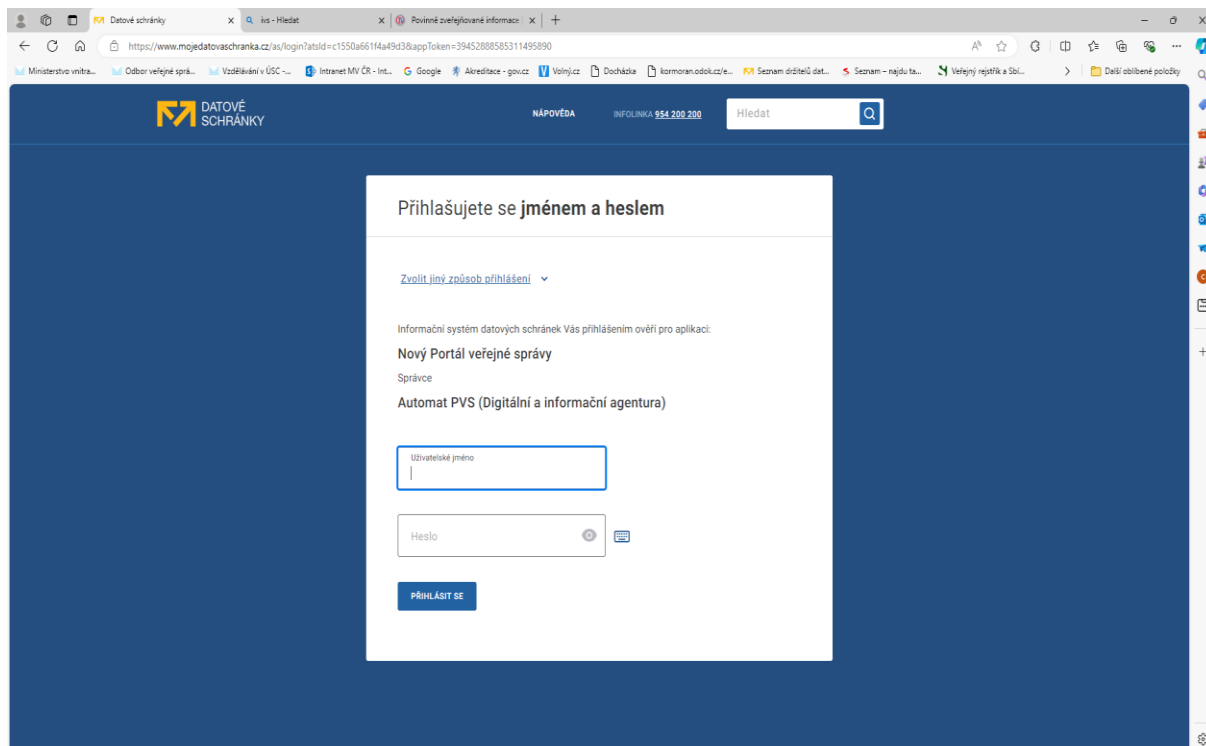 Datové schránky
ivs - Hledat
Povinně zveřejňované informace
https://www.mojedatovaschranka.cz/as/login?atsId=c1550a661f4a49d3&appToken=39452888585311495890
Ministerstvo vnitra...
Odbor veřejné sprá...
Vzdělávání v ÚSC -...
Intranet MV ČR - Int...
Google
Akreditace - gov.cz
Volný.cz
Docházka
kormoran.odok.cz/e...
Seznam držitelů dat...
Seznam – najdu ta...
Veřejný rejstřík a Sbí...
Další oblíbené položky
DATOVÉ
SCHRÁNKY
NÁPOVĚDA
INFOLINKA 954 200 200
Hledat
Přihlašujete se jménem a heslem
Zvolit jiný způsob přihlášení
Informační systém datových schránek Vás přihlášením ověří pro aplikaci:
Nový Portál veřejné správy
Správce
Automat PVS (Digitální a informační agentura)
Uživatelské jméno
Heslo
PŘIHLÁSIT SE